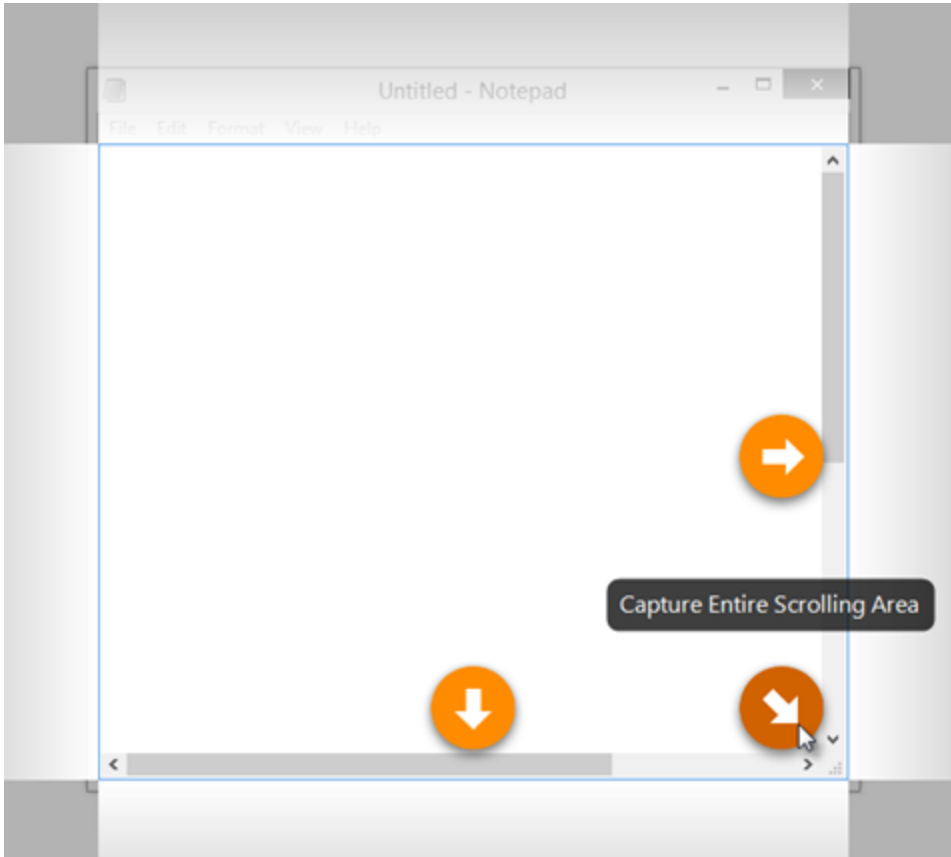 Untitled - Notepad
File Edit Format View Help
Capture Entire Scrolling Area